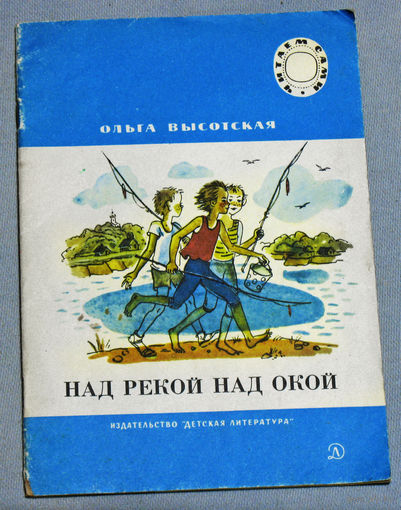 ЧИТАЕМ САМИ
ОЛЬГА ВЫСОТСКАЯ
НАД РЕКОЙ НАД ОКОЙ
ИЗДАТЕЛЬСТВО "ДЕТСКАЯ ЛИТЕРАТУРА"
Д